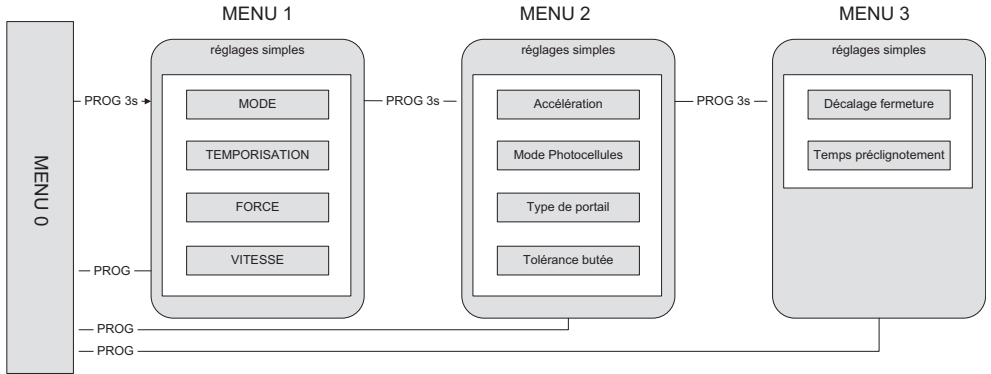 MENU 1
MENU 2
MENU 3
MENU 0
réglages simples
réglages simples
réglages simples
PROG 3s
MODE
PROG 3s
Accélération
PROG 3s
Décalage fermeture
TEMPORISATION
Mode Photocellules
Temps préclignotement
FORCE
Type de portail
VITESSE
Tolérance butée
PROG
PROG
PROG